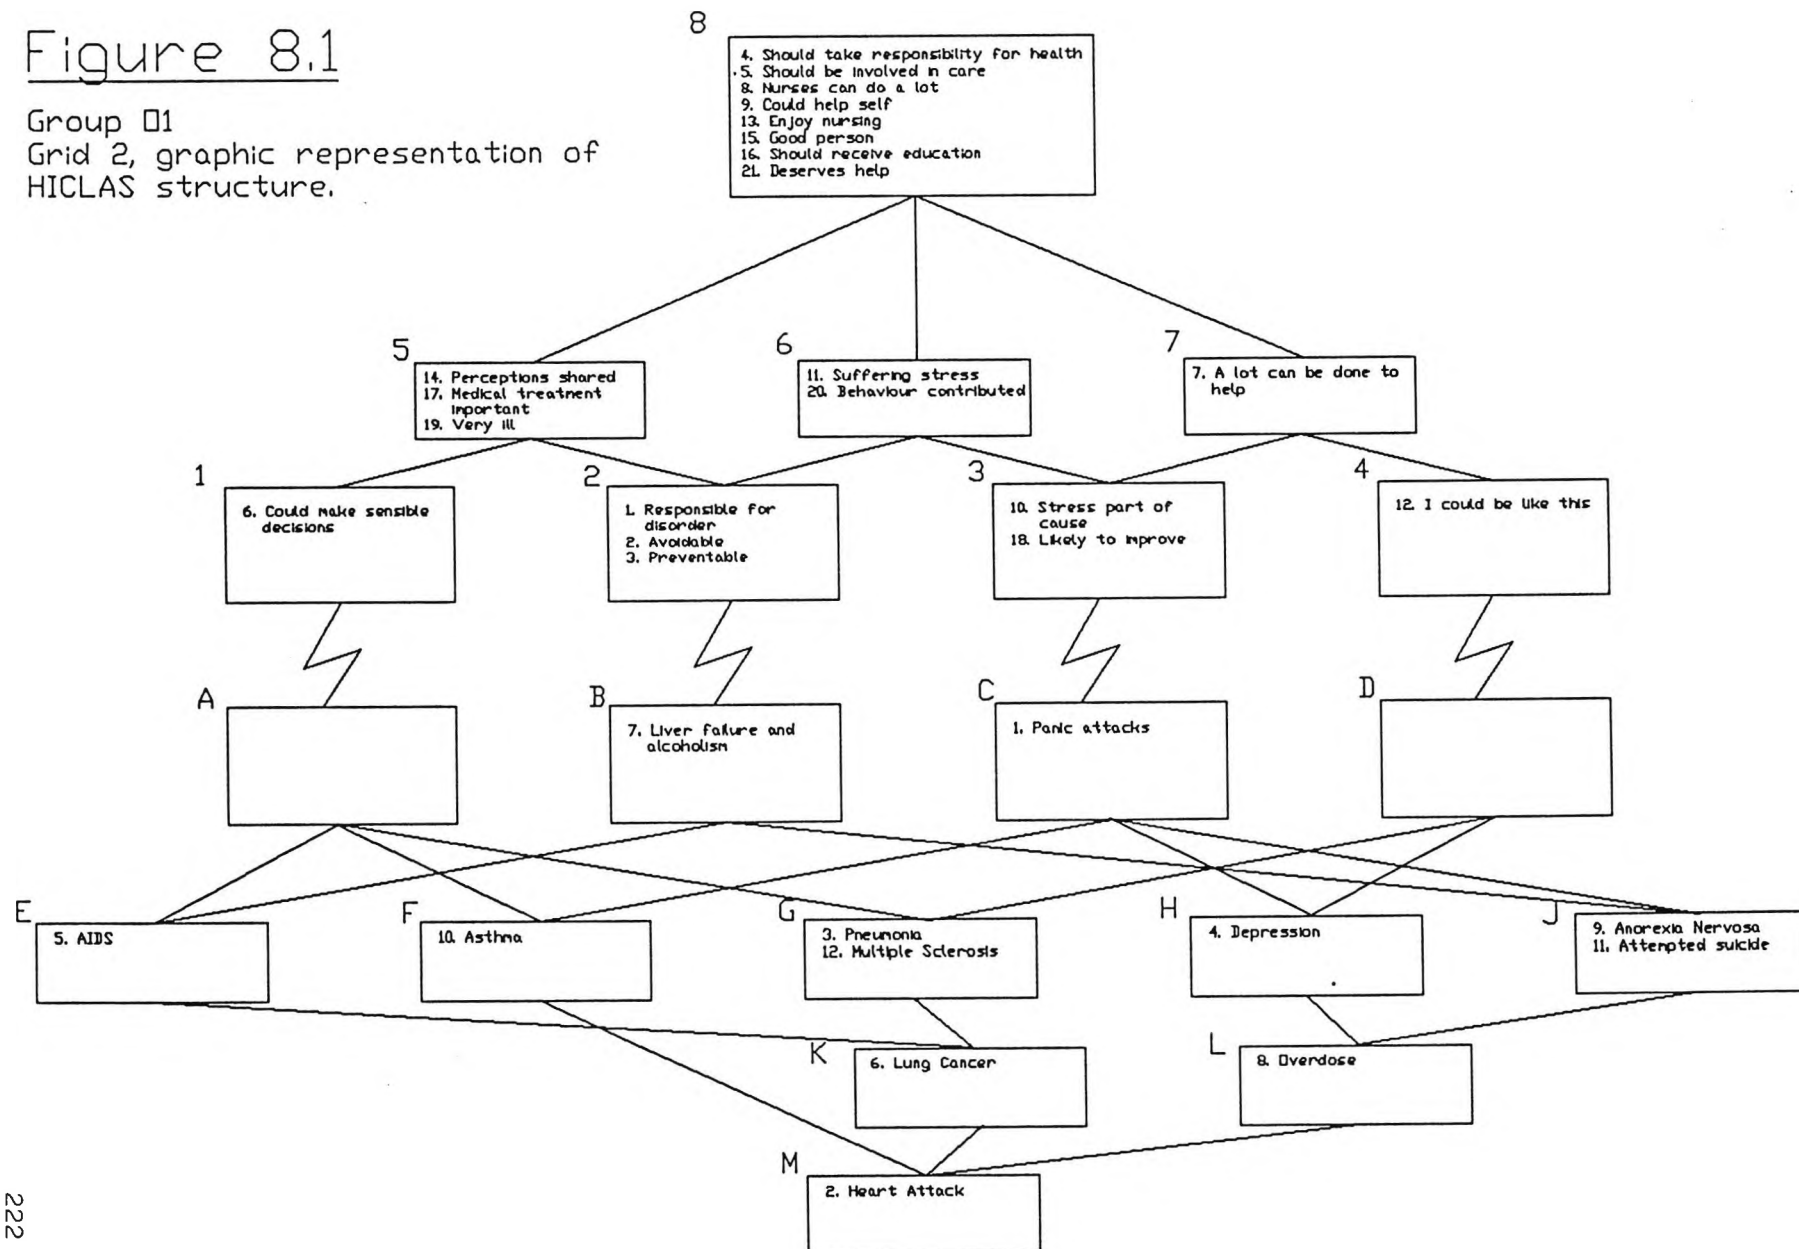 Figure 8.1
Group 01
Grid 2, graphic representation of
HICLAS structure.
8
4. Should take responsibility for health
5. Should be involved in care
8. Nurses can do a lot
9. Could help self
13. Enjoy nursing
15. Good person
16. Should receive education
21. Deserves help
5
14. Perceptions shared
17. Medical treatment
important
19. Very ill
6
11. Suffering stress
20. Behaviour contributed
7
7. A lot can be done to
help
1
6. Could make sensible
decisions
2
1. Responsible for
disorder
2. Avoidable
3. Preventable
3
10. Stress part of
cause
18. Likely to improve
4
12. I could be like this
A
B
7. Liver failure and
alcoholism
C
1. Panic attacks
D
E
5. AIDS
F
10. Asthma
G
3. Pneumonia
12. Multiple Sclerosis
H
4. Depression
J
9. Anorexia Nervosa
11. Attempted suicide
K
6. Lung Cancer
L
8. Overdose
M
2. Heart Attack
222